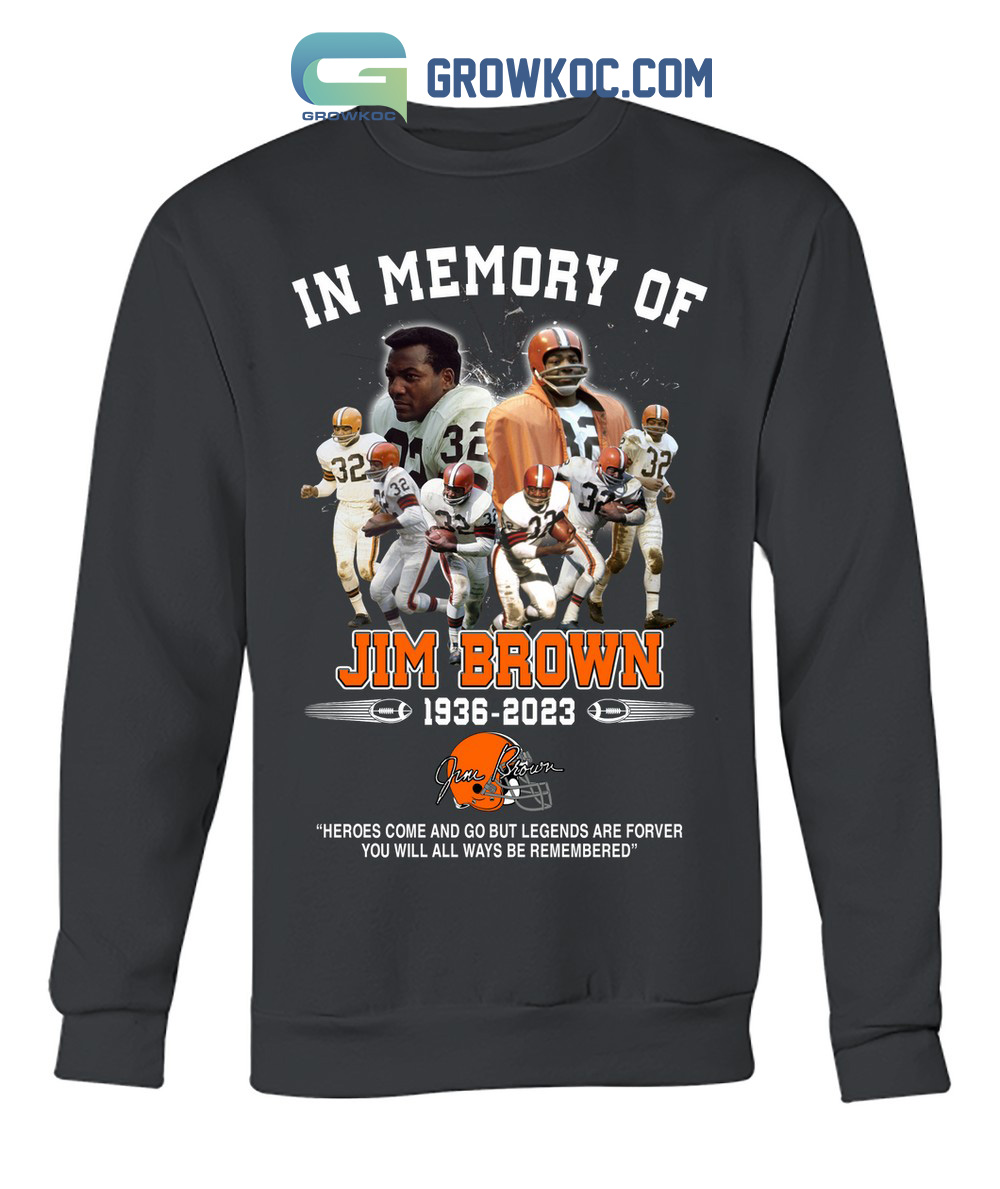 GROWKOC.COM
GROWKOC
IN MEMORY OF
32
32
32
32
32
32
32
32
JIM BROWN
1936-2023
Jim Brown
“HEROES COME AND GO BUT LEGENDS ARE FORVER
YOU WILL ALL WAYS BE REMEMBERED”